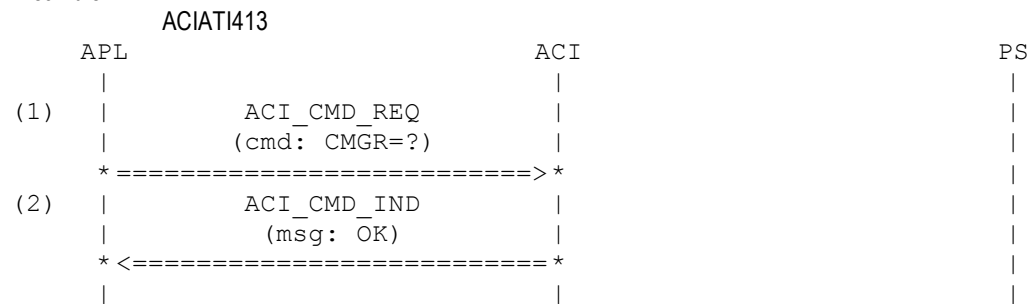 ACIATI413
APL ACI PS
| | |
(1) | ACI_CMD_REQ | |
| (cmd: CMGR=?) | |
*==========================>* |
(2) | ACI_CMD_IND | |
| (msg: OK) | |
*<==========================* |
| | |